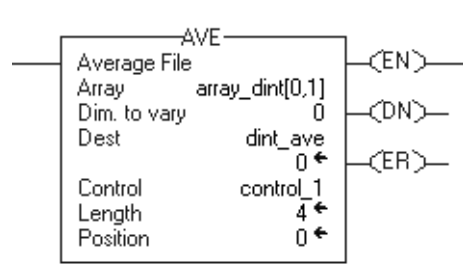 AVE
Average File
Array array_dint[0,1]
Dim. to vary 0
Dest dint_ave
0
Control control_1
Length 4
Position 0
EN
DN
ER